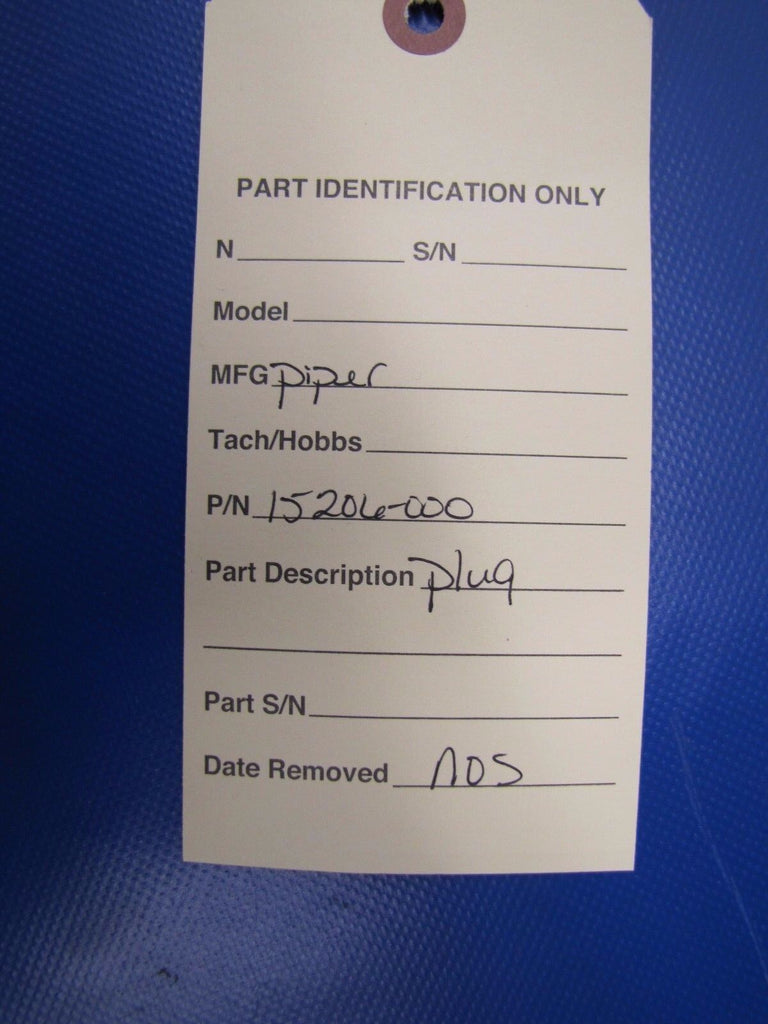 PART IDENTIFICATION ONLY
N S/N
Model
MFG piper
Tach/Hobbs
P/N 15206-000
Part Description plug
Part S/N
Date Removed NOS